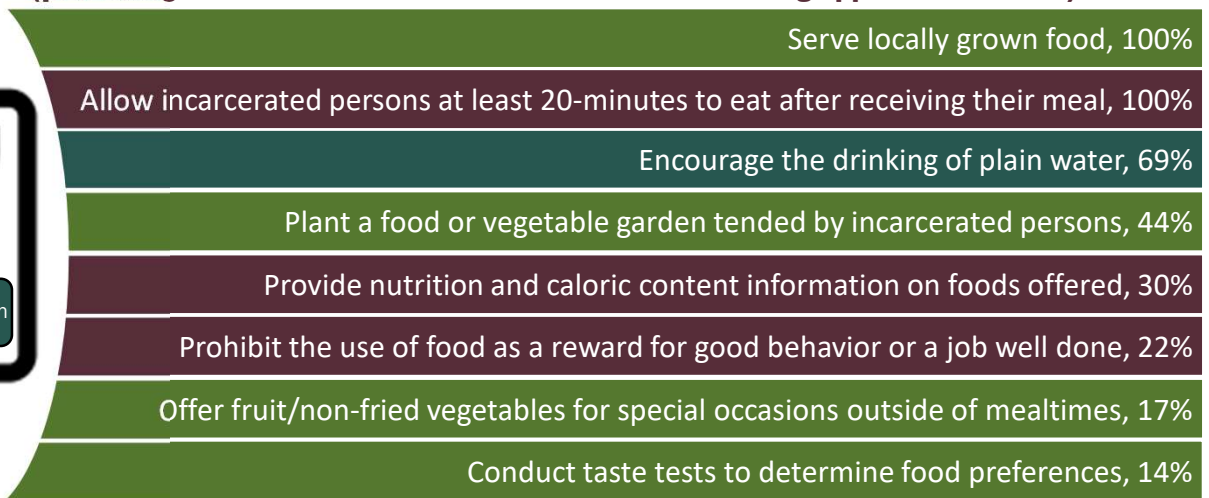 Serve locally grown food, 100%
Allow incarcerated persons at least 20-minutes to eat after receiving their meal, 100%
Encourage the drinking of plain water, 69%
Plant a food or vegetable garden tended by incarcerated persons, 44%
Provide nutrition and caloric content information on foods offered, 30%
Prohibit the use of food as a reward for good behavior or a job well done, 22%
Offer fruit/non-fried vegetables for special occasions outside of mealtimes, 17%
Conduct taste tests to determine food preferences, 14%